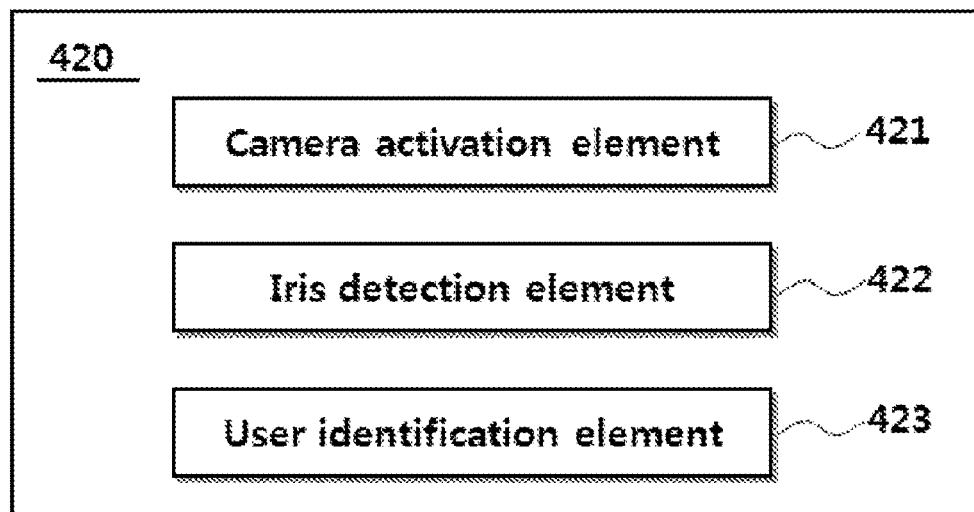 420
Camera activation element 421
Iris detection element 422
User identification element 423